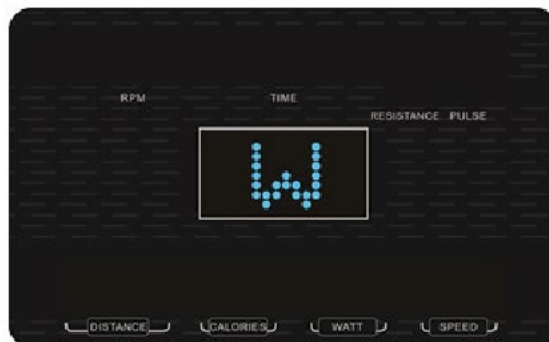 RPM TIME
RESISTANCE PULSE
W
DISTANCE CALORIES WATT SPEED